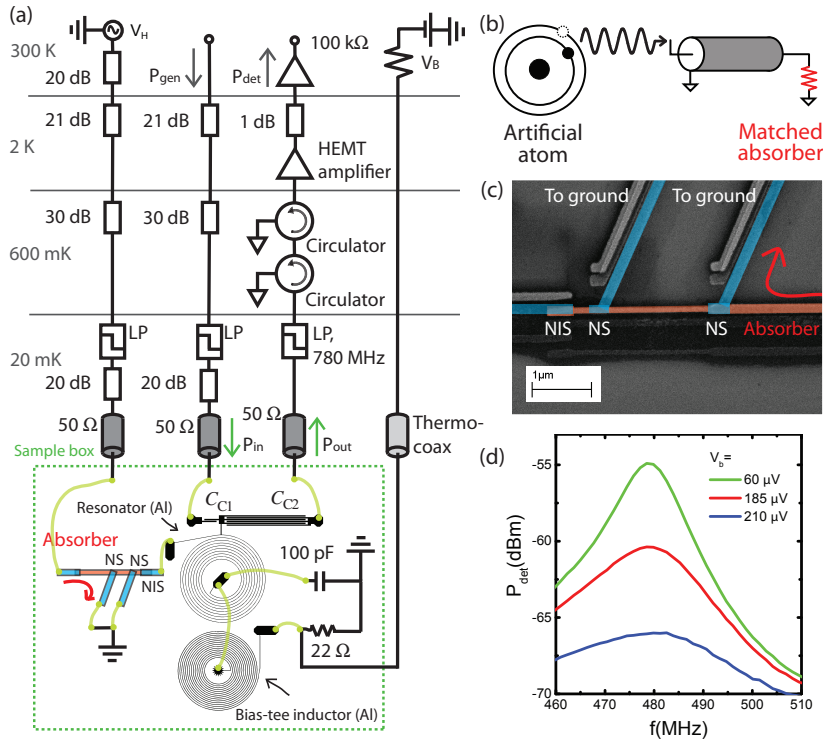 (a)
V_H
300 K
20 dB
P_gen
P_det
100 kΩ
V_B
21 dB
21 dB
1 dB
2 K
HEMT
amplifier
30 dB
30 dB
600 mK
Circulator
Circulator
LP
LP
LP,
780 MHz
20 mK
20 dB
20 dB
50 Ω
50 Ω
50 Ω
Thermo-
coax
Sample box
P_in
P_out
Resonator (Al)
C_C1
C_C2
Absorber
NS
NS
NIS
100 pF
22 Ω
Bias-tee inductor (Al)
(b)
Artificial
atom
Matched
absorber
(c)
To ground
To ground
NIS
NS
NS
Absorber
1µm
(d)
V_b=
60 µV
185 µV
210 µV
-55
-60
-65
-70
P_det(dBm)
460
470
480
490
500
510
f(MHz)